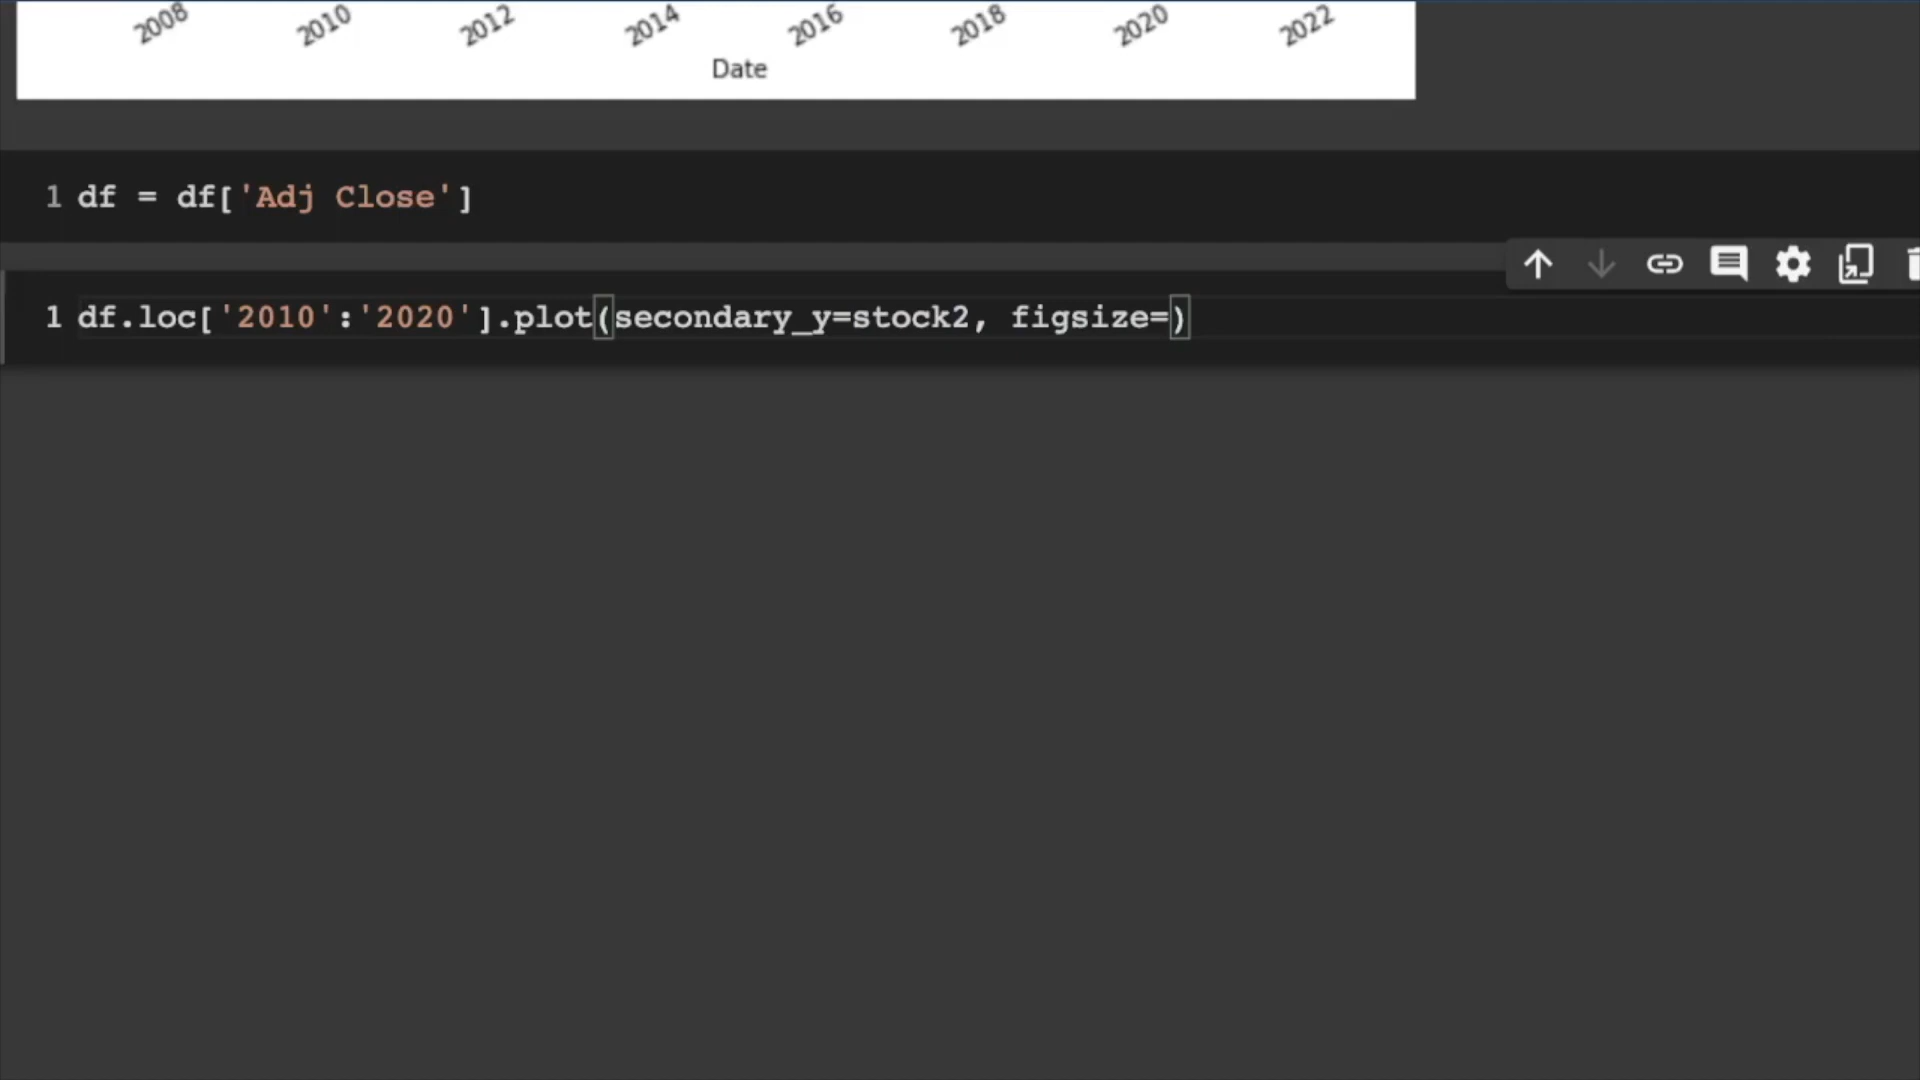 2008 2010 2012 2014 2016 2018 2020 2022
Date
1 df = df['Adj Close']
1 df.loc['2010':'2020'].plot(secondary_y=stock2, figsize=)